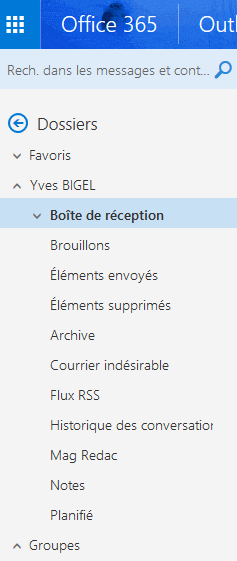 Office 365 Outl
Rech. dans les messages et cont...
Dossiers
Favoris
Yves BIGEL
Boîte de réception
Brouillons
Éléments envoyés
Éléments supprimés
Archive
Courrier indésirable
Flux RSS
Historique des conversation
Mag Redac
Notes
Planifié
Groupes